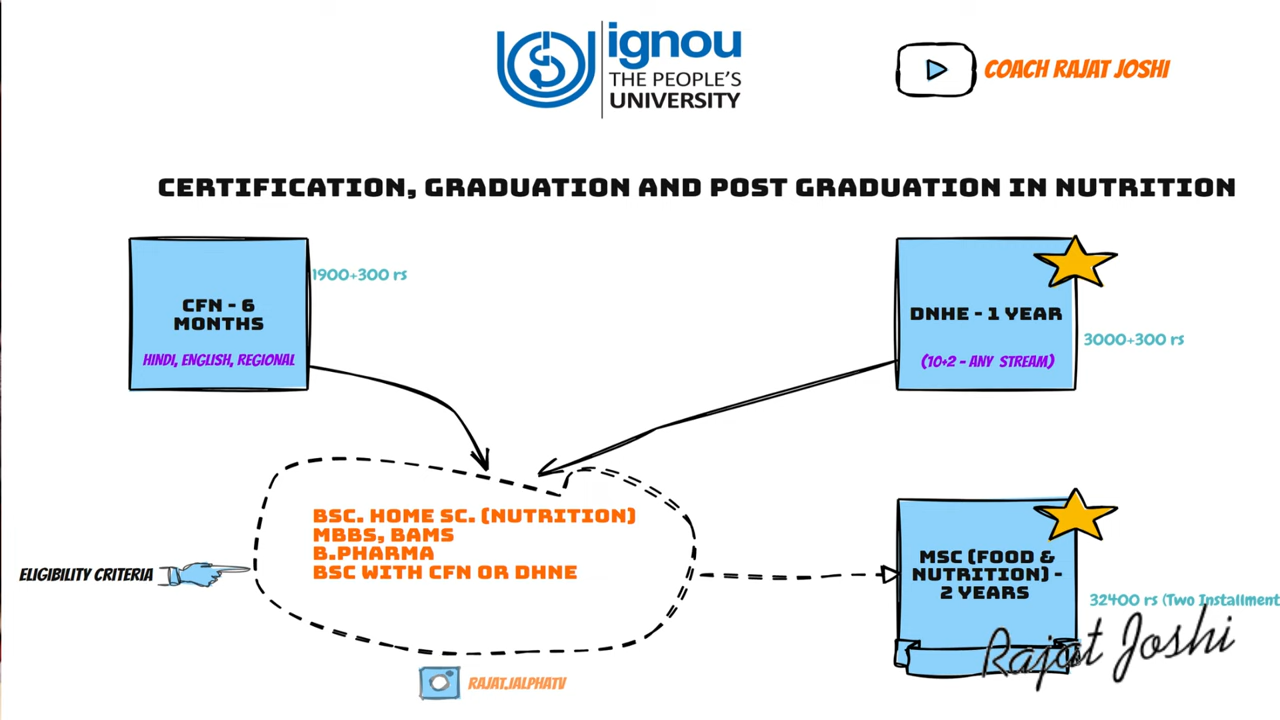 ignou
THE PEOPLE'S
UNIVERSITY
COACH RAJAT JOSHI
CERTIFICATION, GRADUATION AND POST GRADUATION IN NUTRITION
1900+300 rs
CFN - 6
MONTHS
HINDI, ENGLISH, REGIONAL
DNHE - 1 YEAR
(10+2 - ANY STREAM)
3000+300 rs
BSC. HOME SC. (NUTRITION)
MBBS, BAMS
B.PHARMA
BSC WITH CFN OR DHNE
ELIGIBILITY CRITERIA
MSC (FOOD &
NUTRITION) -
2 YEARS
32400 rs (Two Installment
Rajat Joshi
RAJAT.JALPHATV